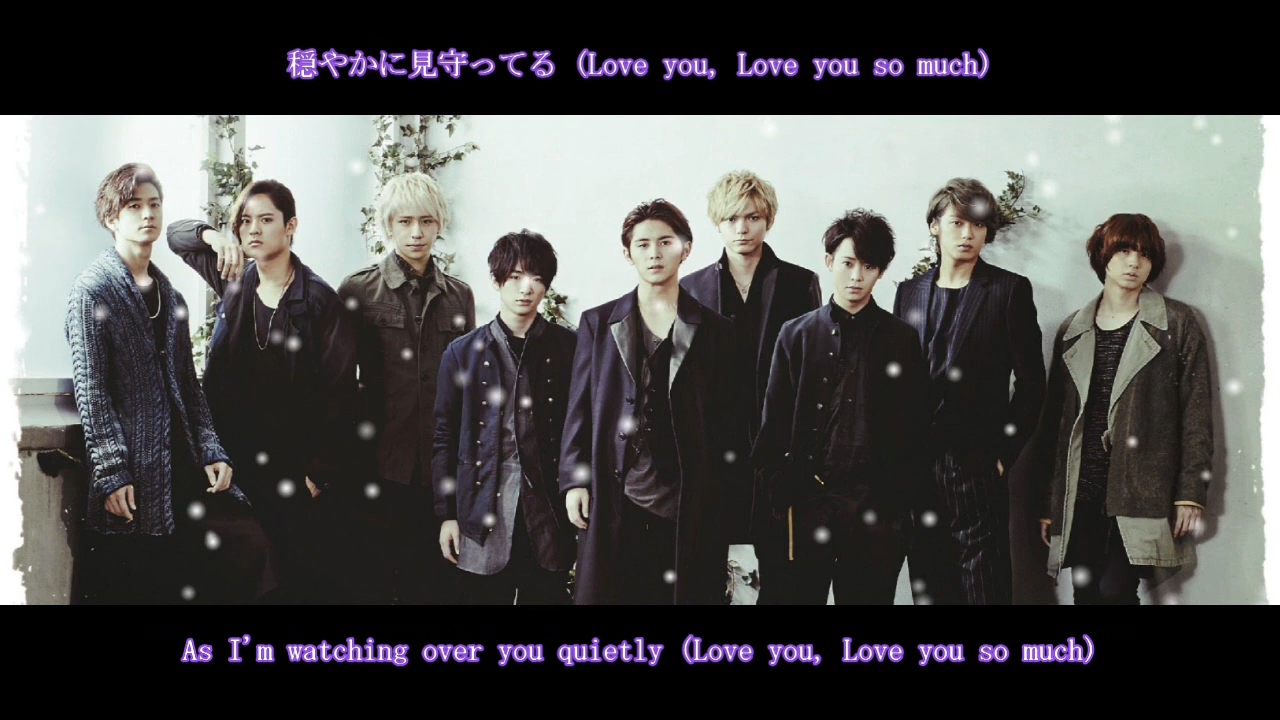 穏やかに見守ってる (Love you, Love you so much)
As I'm watching over you quietly (Love you, Love you so much)